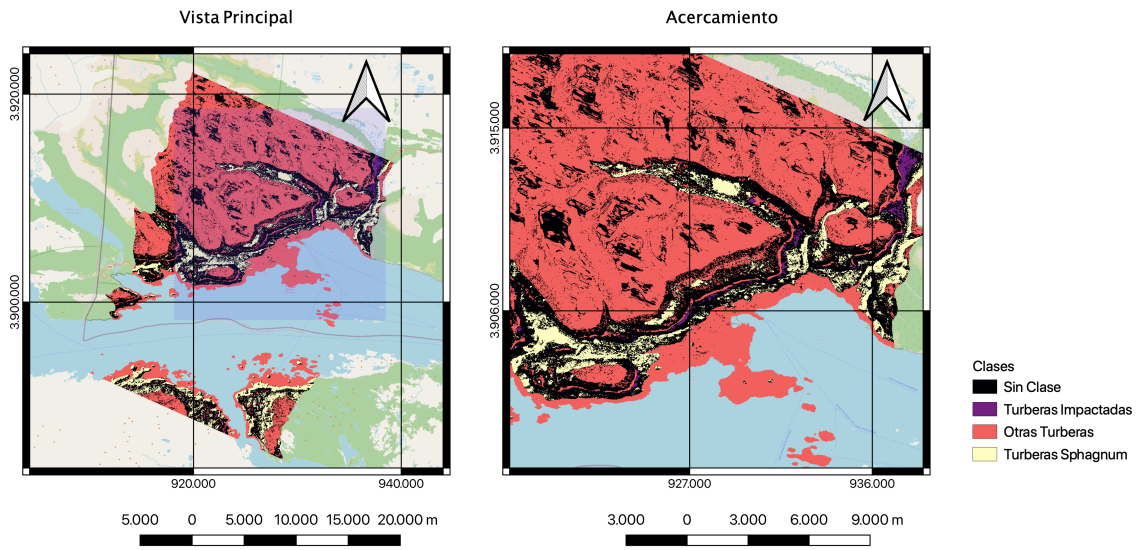 Vista Principal
Acercamiento
3.920.000
3.900.000
920.000
940.000
5.000 0 5.000 10.000 15.000 20.000 m
3.915.000
3.906.000
927.000
936.000
3.000 0 3.000 6.000 9.000 m
Clases
Sin Clase
Turberas Impactadas
Otras Turberas
Turberas Sphagnum